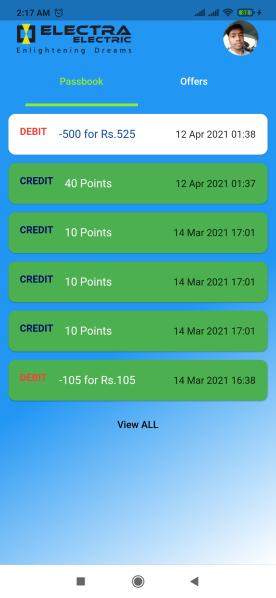 2:17 AM
81
ELECTRA
ELECTRIC
Enlightening Dreams
Passbook Offers
DEBIT -500 for Rs.525 12 Apr 2021 01:38
CREDIT 40 Points 12 Apr 2021 01:37
CREDIT 10 Points 14 Mar 2021 17:01
CREDIT 10 Points 14 Mar 2021 17:01
CREDIT 10 Points 14 Mar 2021 17:01
DEBIT -105 for Rs.105 14 Mar 2021 16:38
View ALL